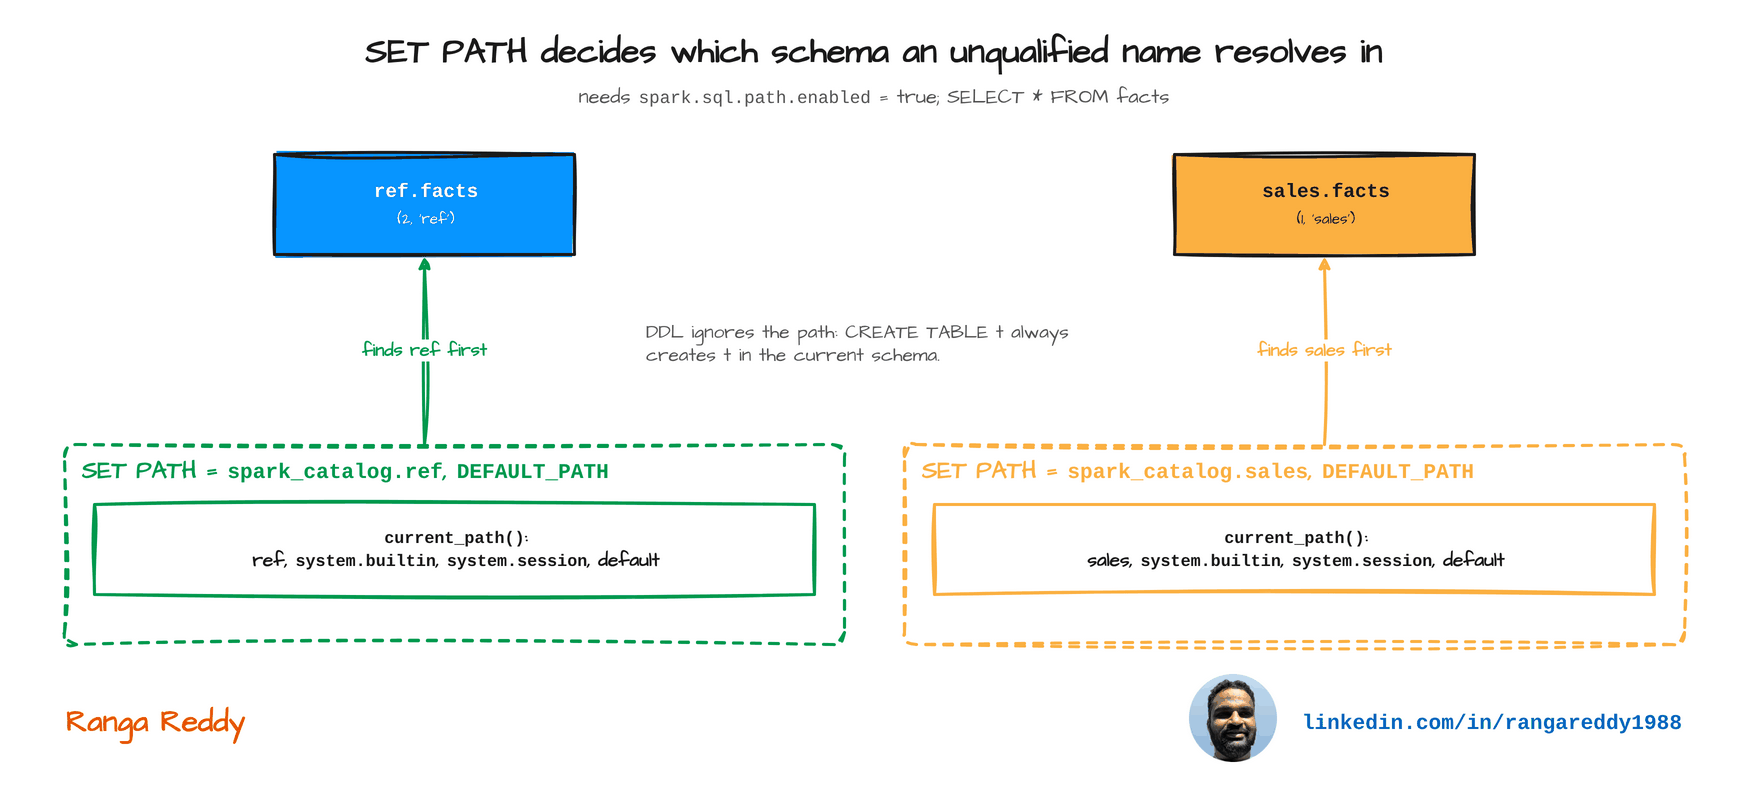 SET PATH decides which schema an unqualified name resolves in
needs spark.sql.path.enabled = true; SELECT * FROM facts
ref.facts
(2, 'ref')
sales.facts
(1, 'sales')
finds ref first
DDL ignores the path: CREATE TABLE t always
creates t in the current schema.
finds sales first
SET PATH = spark_catalog.ref, DEFAULT_PATH
current_path():
ref, system.builtin, system.session, default
SET PATH = spark_catalog.sales, DEFAULT_PATH
current_path():
sales, system.builtin, system.session, default
Ranga Reddy
linkedin.com/in/rangareddy1988